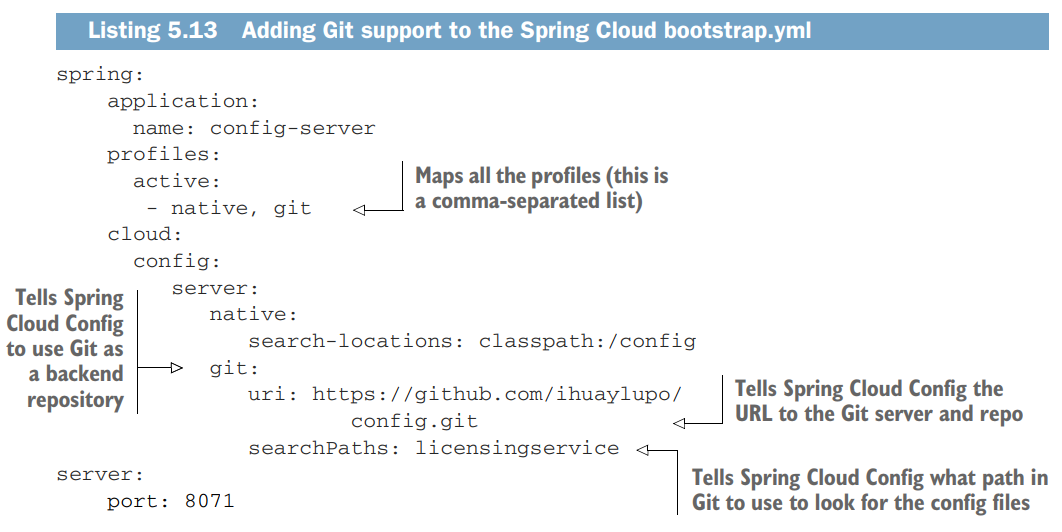 Listing 5.13 Adding Git support to the Spring Cloud bootstrap.yml
spring:
application:
name: config-server
profiles:
active:
- native, git
Maps all the profiles (this is
a comma-separated list)
cloud:
config:
server:
native:
search-locations: classpath:/config
git:
Tells Spring
Cloud Config
to use Git as
a backend
repository
uri: https://github.com/ihuaylupo/
config.git
Tells Spring Cloud Config the
URL to the Git server and repo
searchPaths: licensingservice
Tells Spring Cloud Config what path in
Git to use to look for the config files
server:
port: 8071